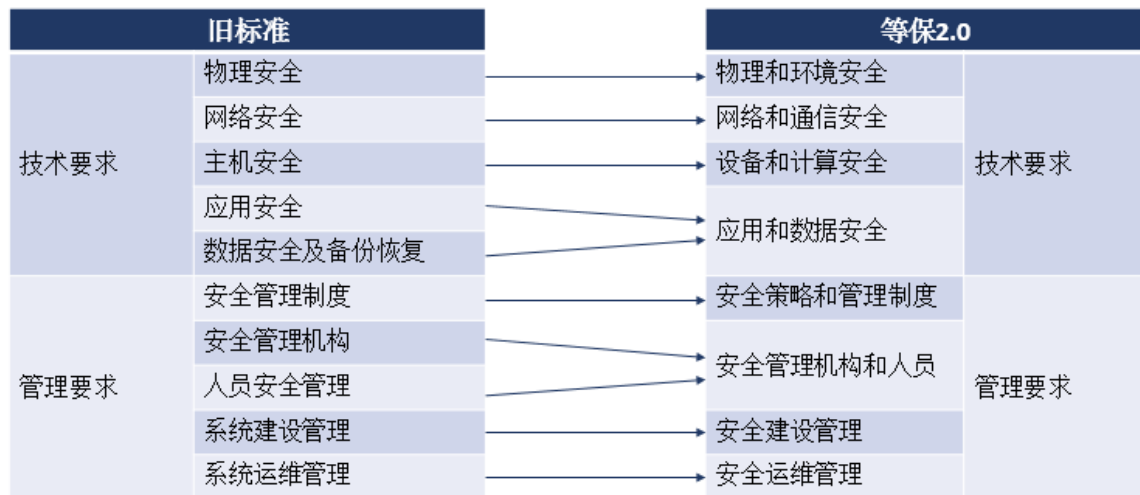 旧标准
等保2.0
技术要求
物理安全
网络安全
主机安全
应用安全
数据安全及备份恢复
物理和环境安全
网络和通信安全
设备和计算安全
应用和数据安全
技术要求
管理要求
安全管理制度
安全管理机构
人员安全管理
系统建设管理
系统运维管理
安全策略和管理制度
安全管理机构和人员
安全建设管理
安全运维管理
管理要求